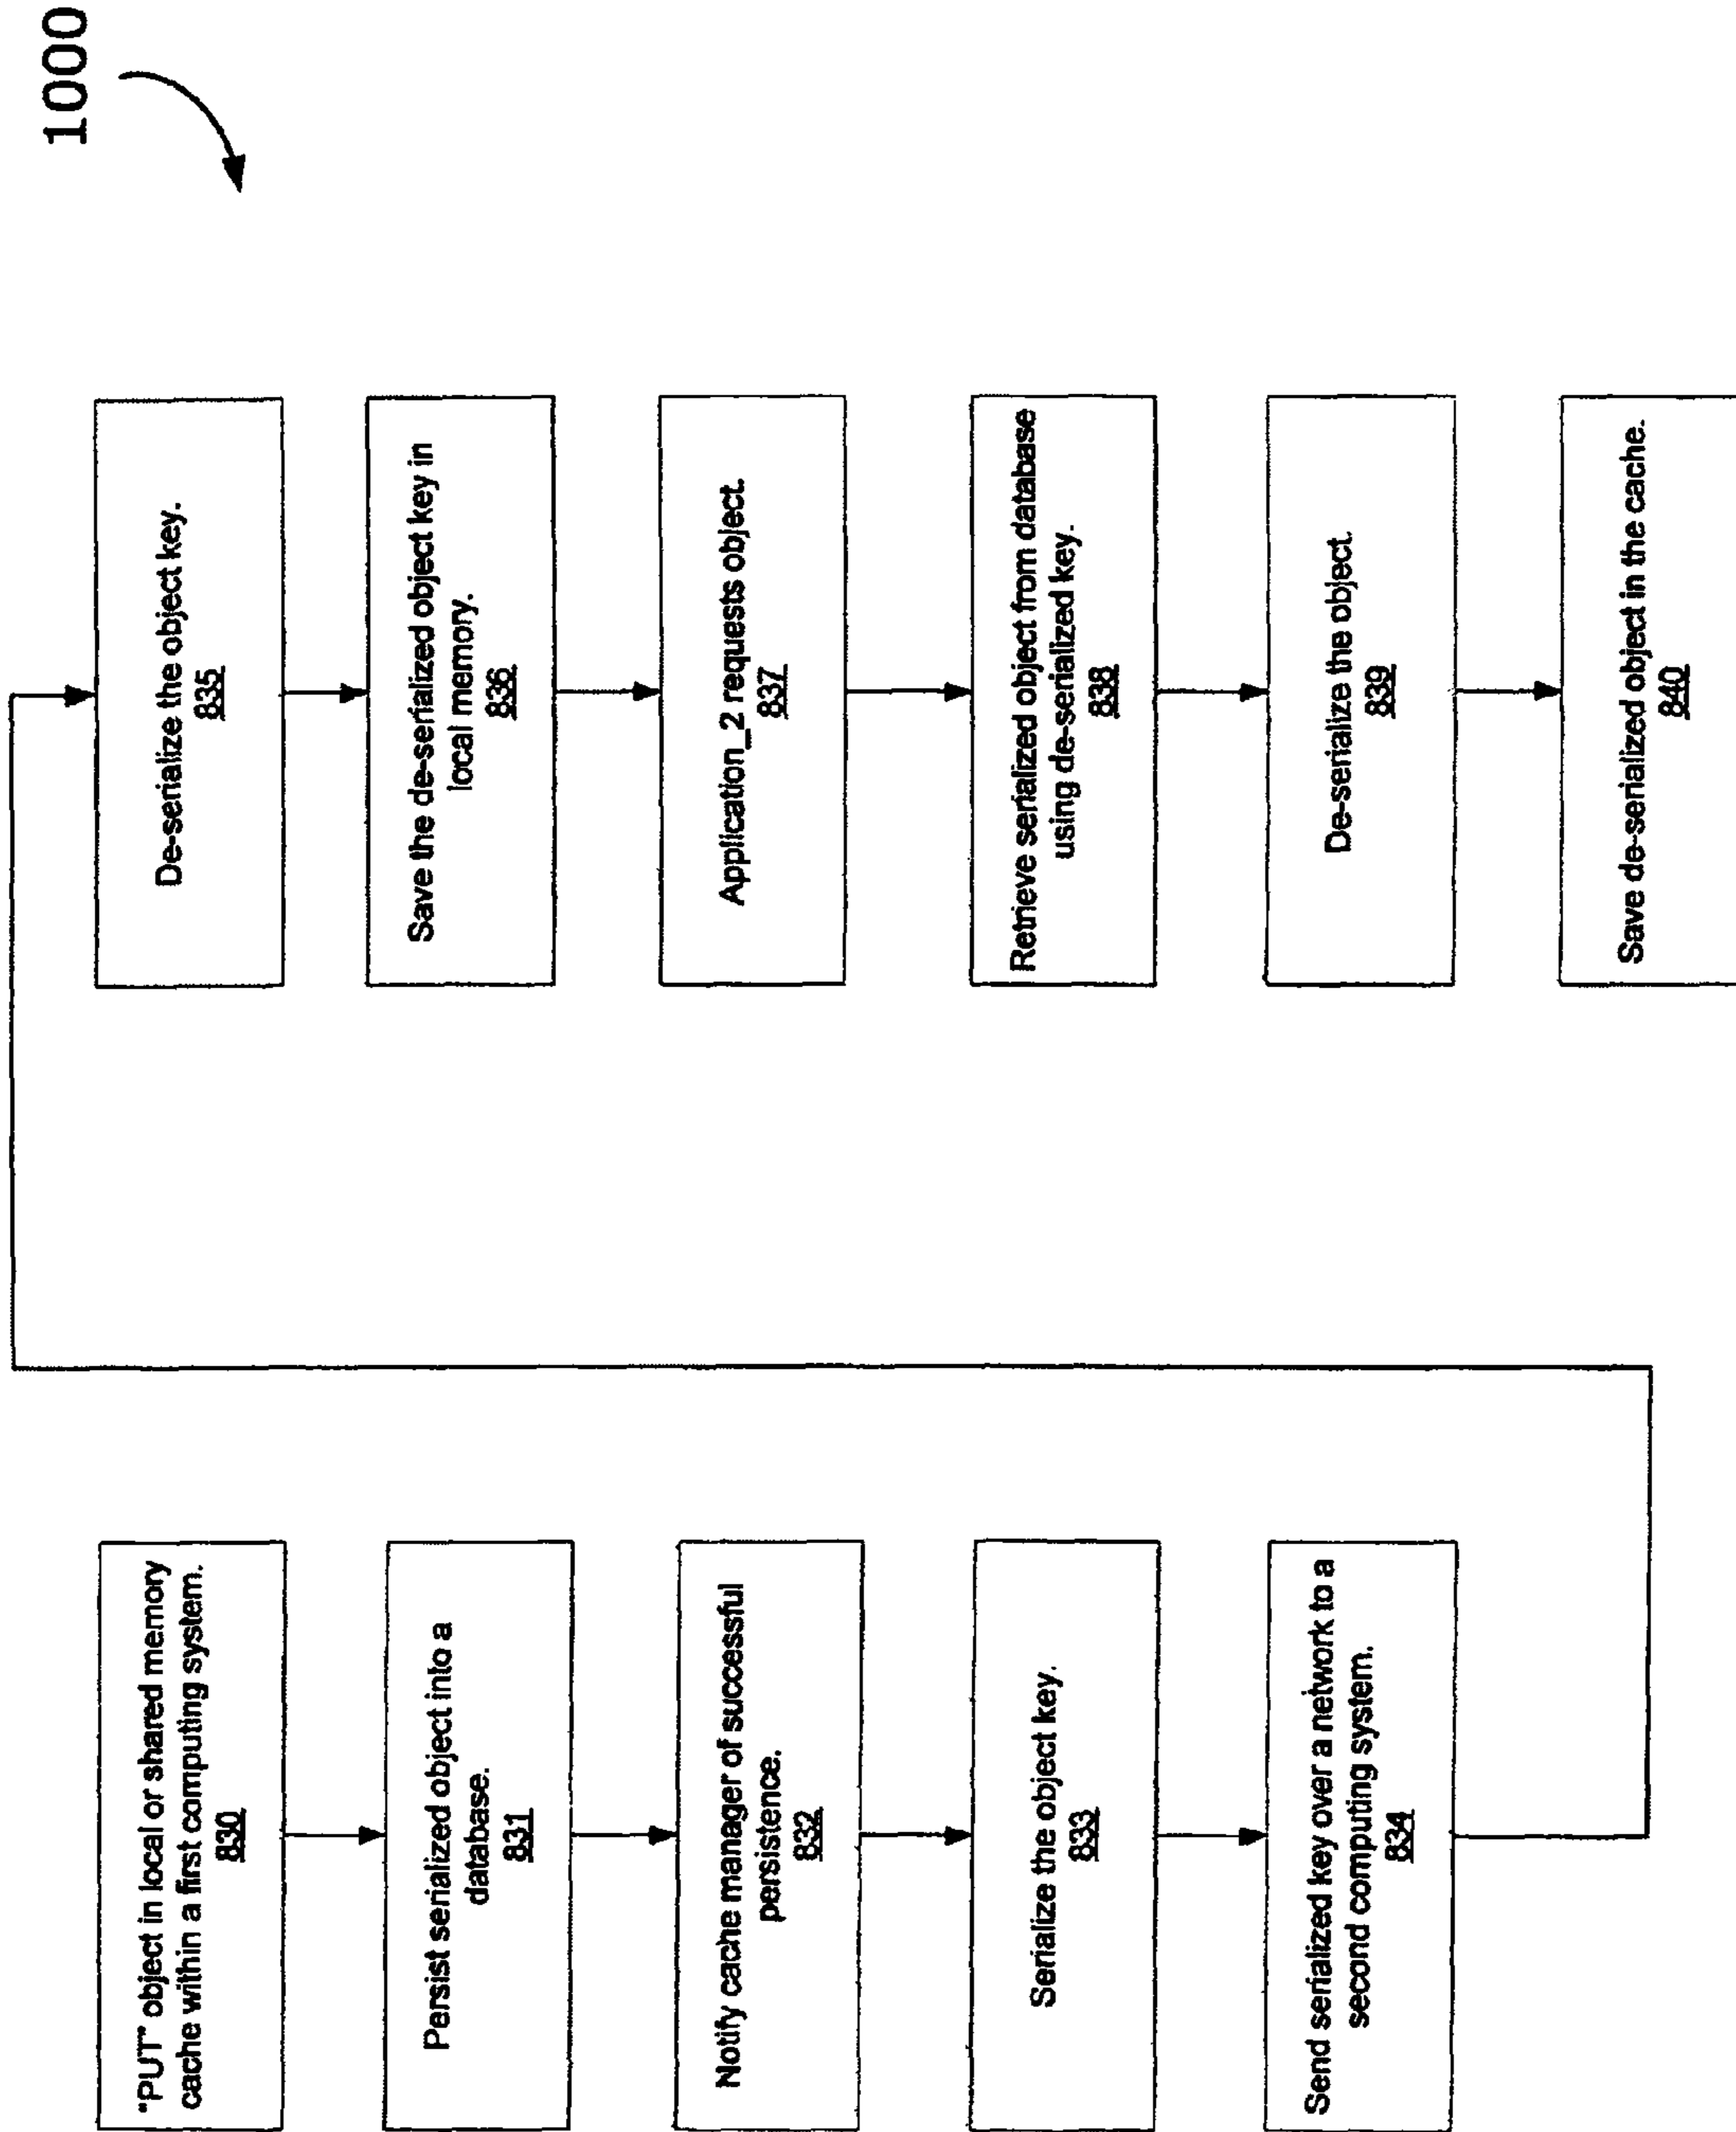 1000
"PUT" object in local or shared memory
cache within a first computing system.
830
Persist serialized object into a
database.
831
Notify cache manager of successful
persistence.
832
Serialize the object key.
833
Send serialized key over a network to a
second computing system.
834
De-serialize the object key.
835
Save the de-serialized object key in
local memory.
836
Application_2 requests object.
837
Retrieve serialized object from database
using de-serialized key.
838
De-serialize the object.
839
Save de-serialized object in the cache.
840